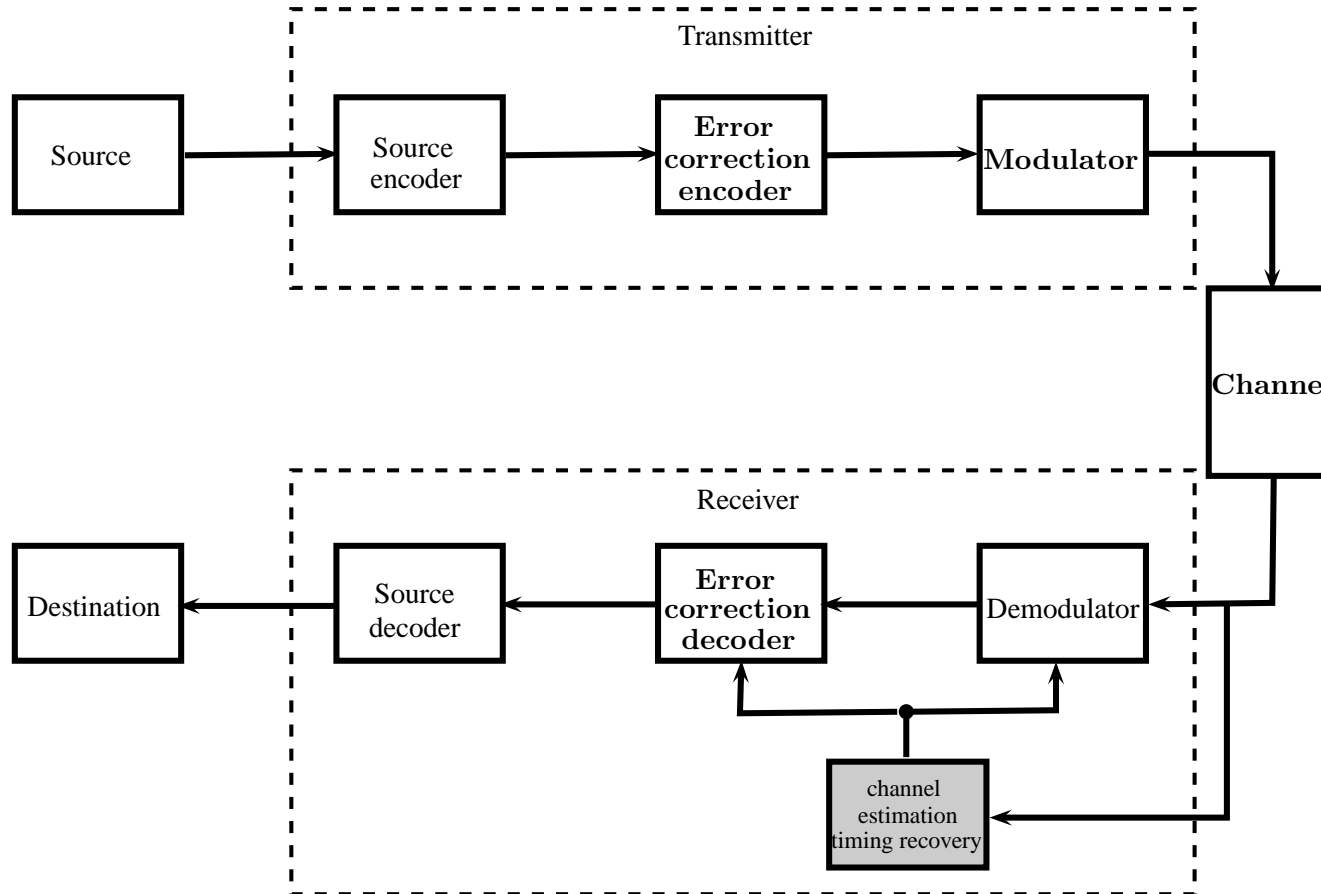 Transmitter
Source
Source
encoder
Error
correction
encoder
Modulator
Channe
Receiver
Destination
Source
decoder
Error
correction
decoder
Demodulator
channel
estimation
timing recovery